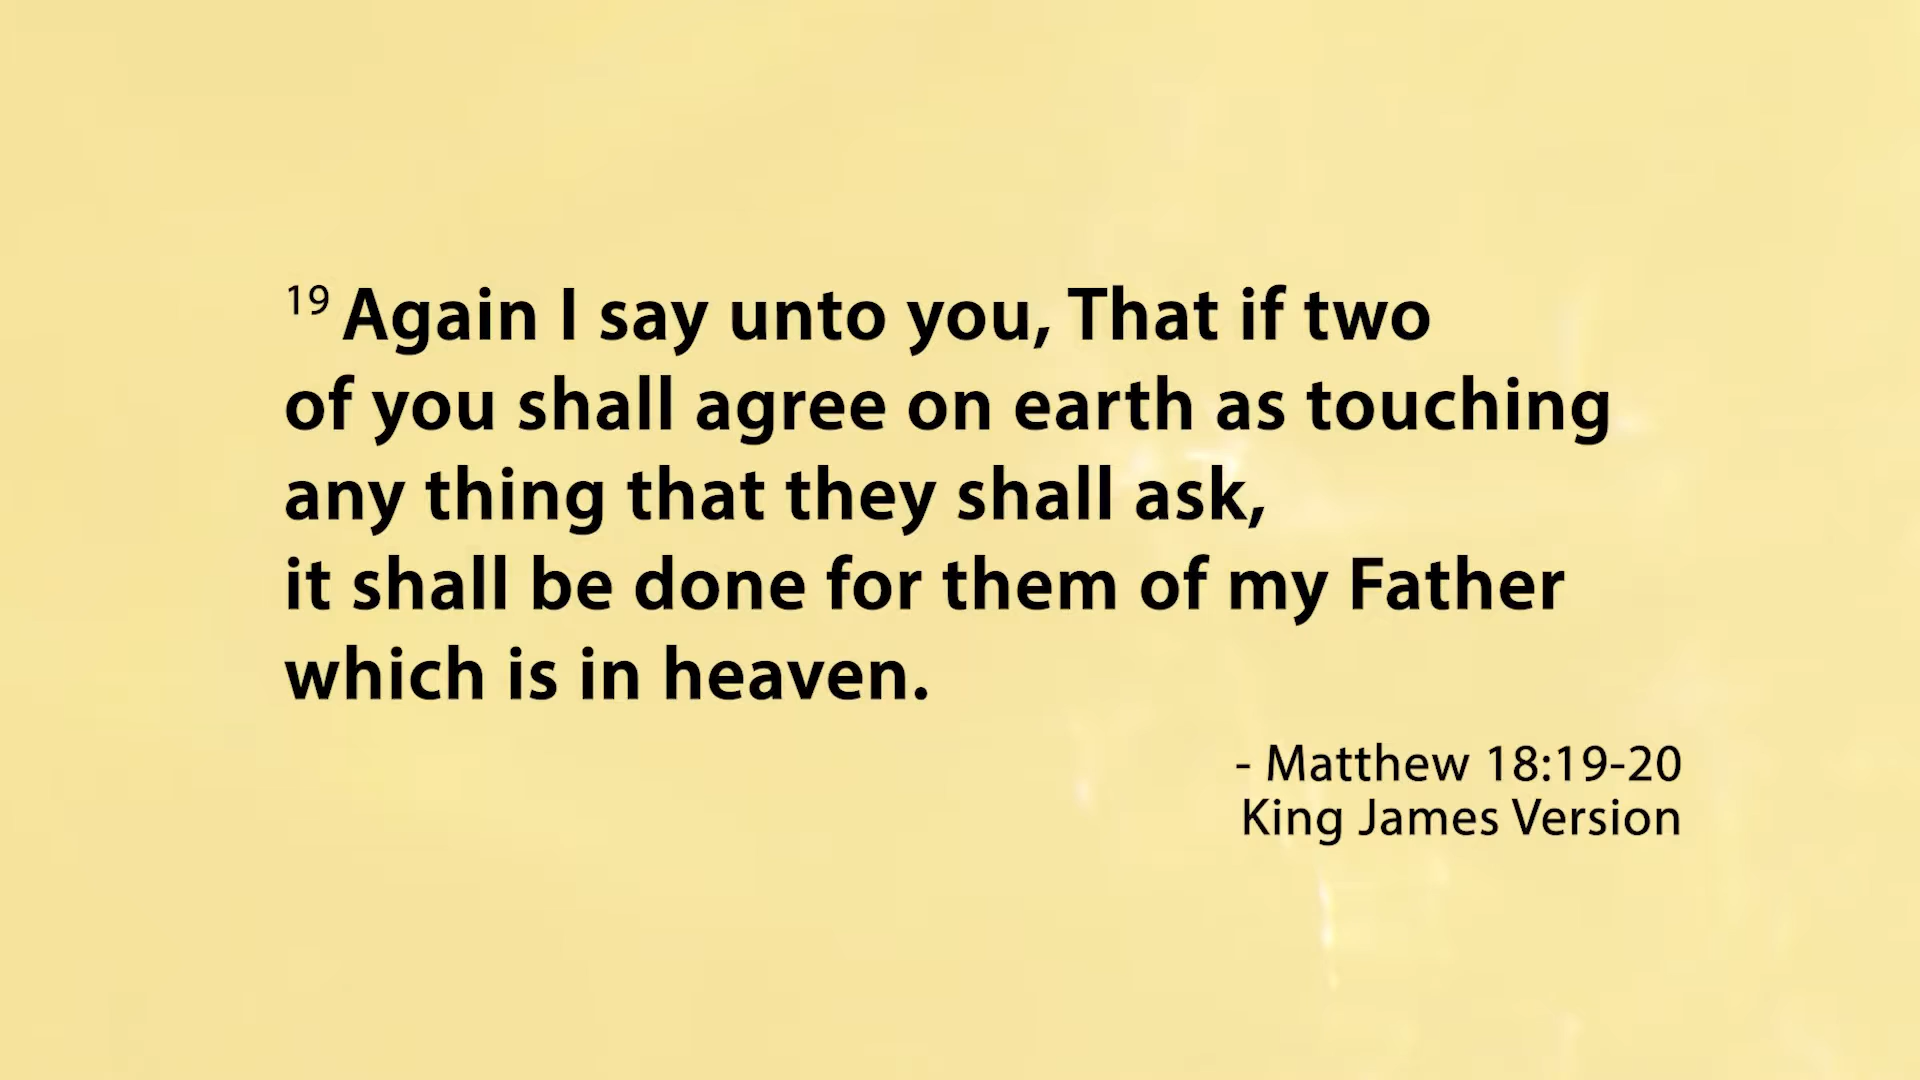 19 Again I say unto you, That if two
of you shall agree on earth as touching
any thing that they shall ask,
it shall be done for them of my Father
which is in heaven.
- Matthew 18:19-20
King James Version